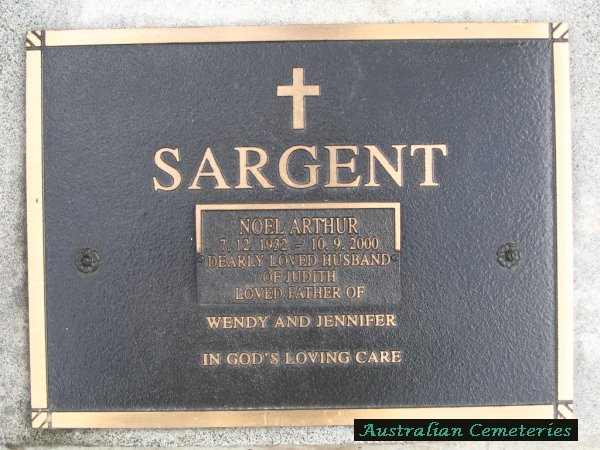 SARGENT
NOEL ARTHUR
7.12.1932 - 10.9.2000
DEARLY LOVED HUSBAND
OF JUDITH
LOVED FATHER OF
WENDY AND JENNIFER
IN GOD'S LOVING CARE
Australian Cemeteries